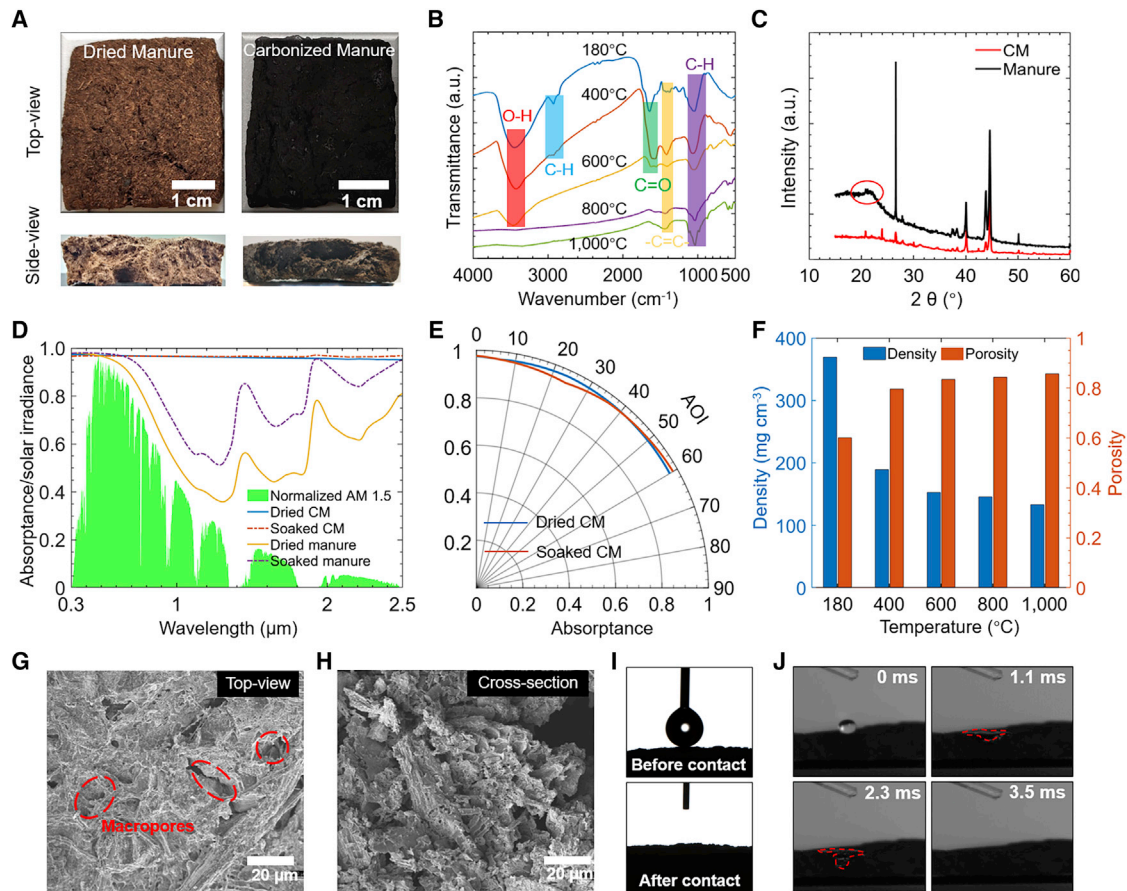 A
Dried Manure
Carbonized Manure
Top-view
1 cm
1 cm
Side-view
B
Transmittance (a.u.)
180°C
400°C
600°C
800°C
1,000°C
O-H
C-H
C=O
-C=C-
C-H
4000 3000 2000 1000 500
Wavenumber (cm⁻¹)
C
Intensity (a.u.)
CM
Manure
20 40 60
2 θ (°)
D
Absorptance/solar irradiance
1.0
0.8
0.6
0.4
0.2
0
Normalized AM 1.5
Dried CM
Soaked CM
Dried manure
Soaked manure
0.3 1 2 2.5
Wavelength (µm)
E
0 10 20 30 40 50 60 70 80 90
AOI
1
0.8
0.6
0.4
0.2
Dried CM
Soaked CM
0 0.2 0.4 0.6 0.8 1
Absorptance
F
Density
Porosity
Density (mg cm⁻³)
400
300
200
100
0
Porosity
1
0.8
0.6
0.4
0.2
0
180 400 600 800 1,000
Temperature (°C)
G
Top-view
Macropores
20 µm
H
Cross-section
20 µm
I
Before contact
After contact
J
0 ms
1.1 ms
2.3 ms
3.5 ms